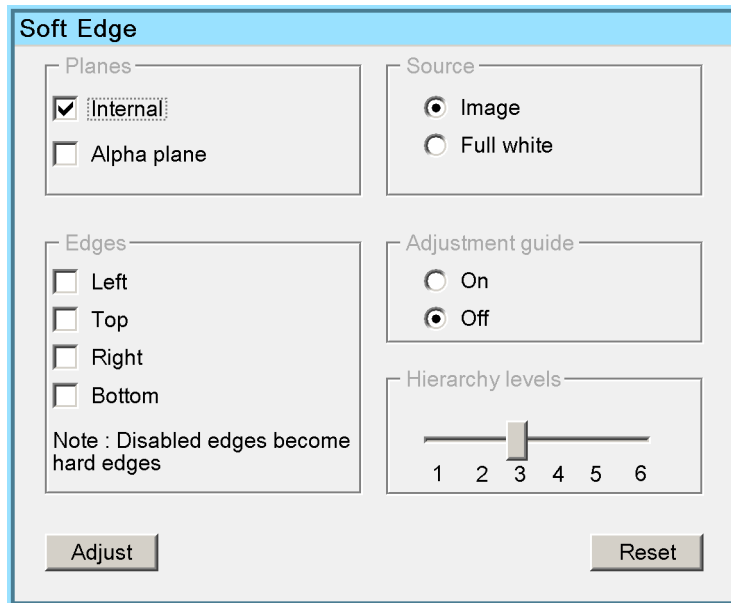 Soft Edge
Planes
Internal
Alpha plane
Source
Image
Full white
Edges
Left
Top
Right
Bottom
Note : Disabled edges become
hard edges
Adjustment guide
On
Off
Hierarchy levels
1 2 3 4 5 6
Adjust
Reset